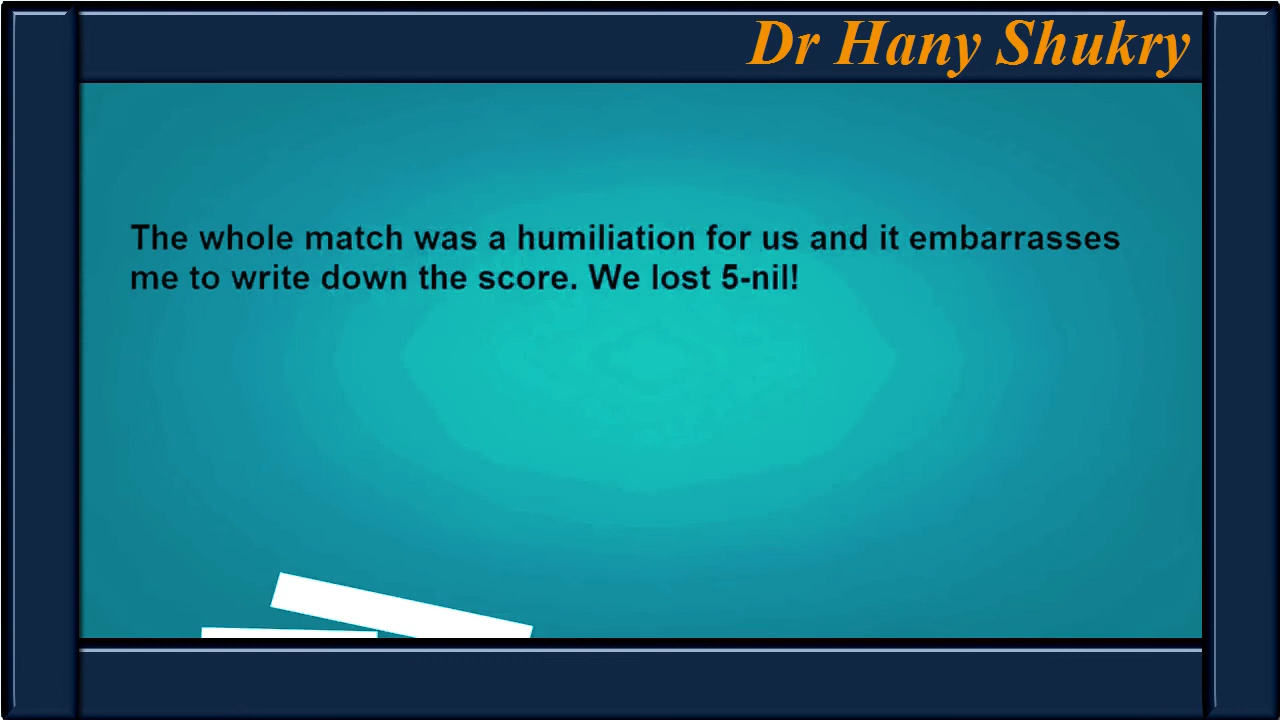 Dr Hany Shukry
The whole match was a humiliation for us and it embarrasses
me to write down the score. We lost 5-nil!